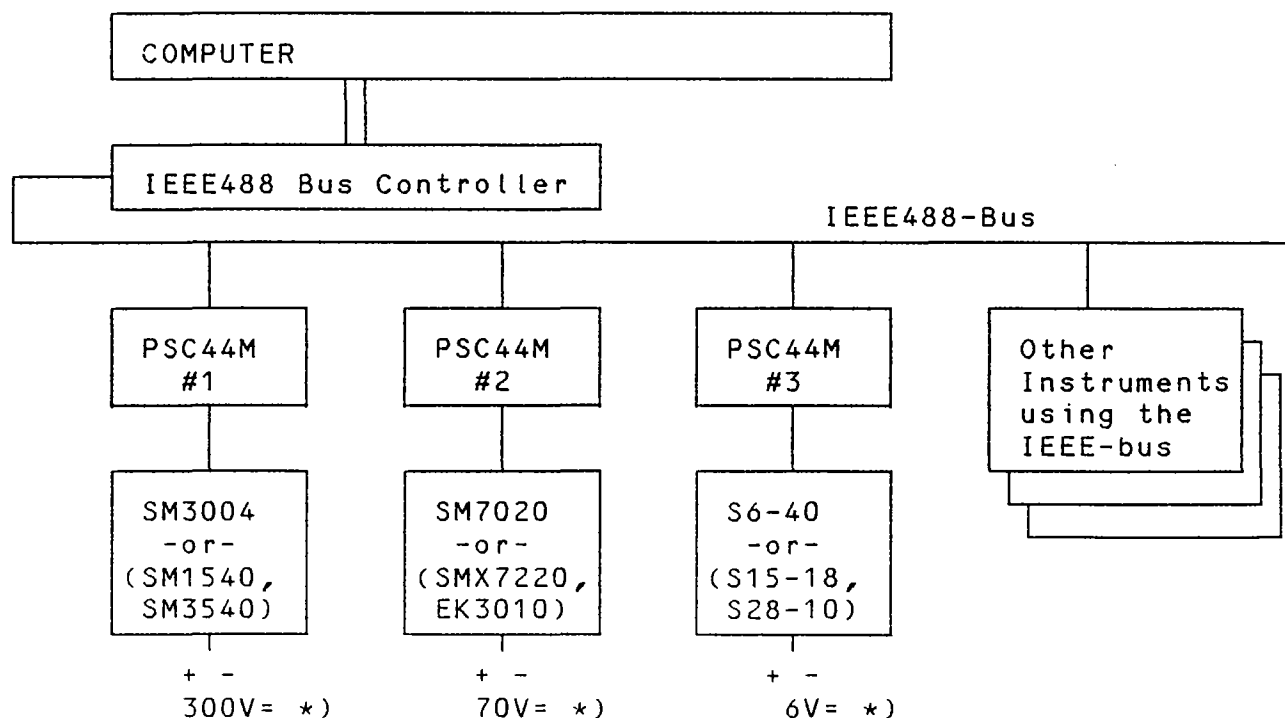 COMPUTER
IEEE488 Bus Controller
IEEE488-Bus
PSC44M
#1
PSC44M
#2
PSC44M
#3
Other
Instruments
using the
IEEE-bus
SM3004
-or-
(SM1540,
SM3540)
SM7020
-or-
(SMX7220,
EK3010)
S6-40
-or-
(S15-18,
S28-10)
+ -
300V= *)
+ -
70V= *)
+ -
6V= *)